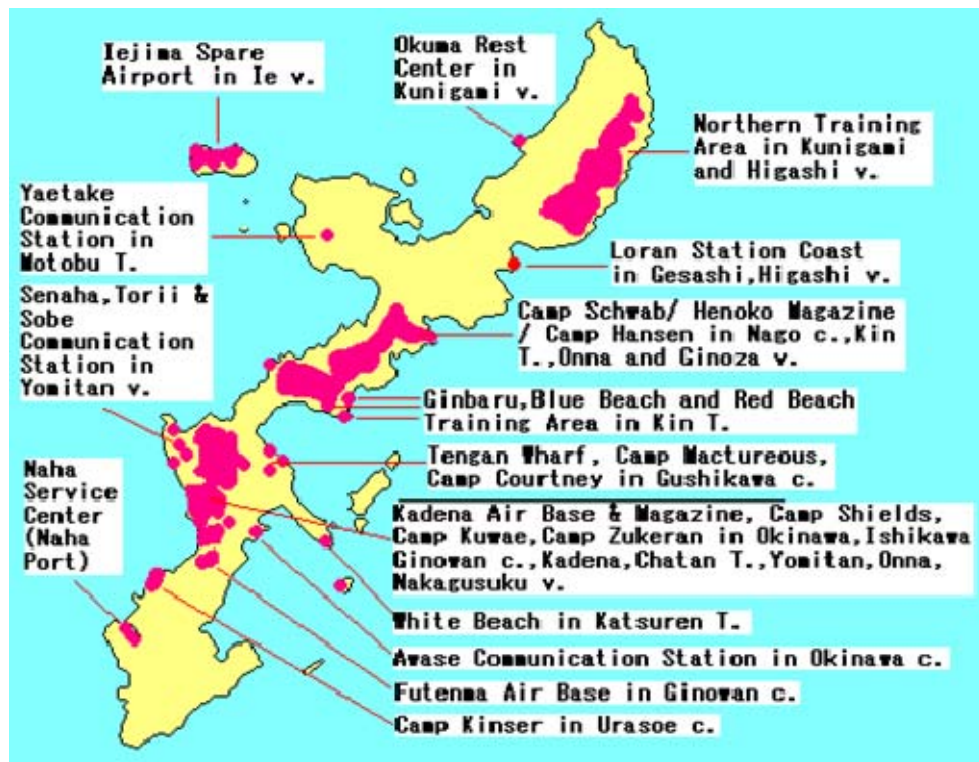 Iejima Spare
Airport in Ie v.
Okuma Rest
Center in
Kunigami v.
Northern Training
Area in Kunigami
and Higashi v.
Yaetake
Communication
Station in
Motobu T.
Loran Station Coast
in Gesashi,Higashi v.
Senaha,Torii &
Sobe
Communication
Station in
Yomitan v.
Camp Schwab/ Henoko Magazine
/ Camp Hansen in Nago c.,Kin
T.,Onna and Ginoza v.
Ginbaru,Blue Beach and Red Beach
Training Area in Kin T.
Tengan Wharf, Camp Mactureous,
Camp Courtney in Gushikawa c.
Naha
Service
Center
(Naha
Port)
Kadena Air Base & Magazine, Camp Shields,
Camp Kuwae,Camp Zukeran in Okinawa,Ishikawa
Ginowan c.,Kadena,Chatan T.,Yomitan,Onna,
Nakagusuku v.
White Beach in Katsuren T.
Awase Communication Station in Okinawa c.
Futenma Air Base in Ginowan c.
Camp Kinser in Urasoe c.